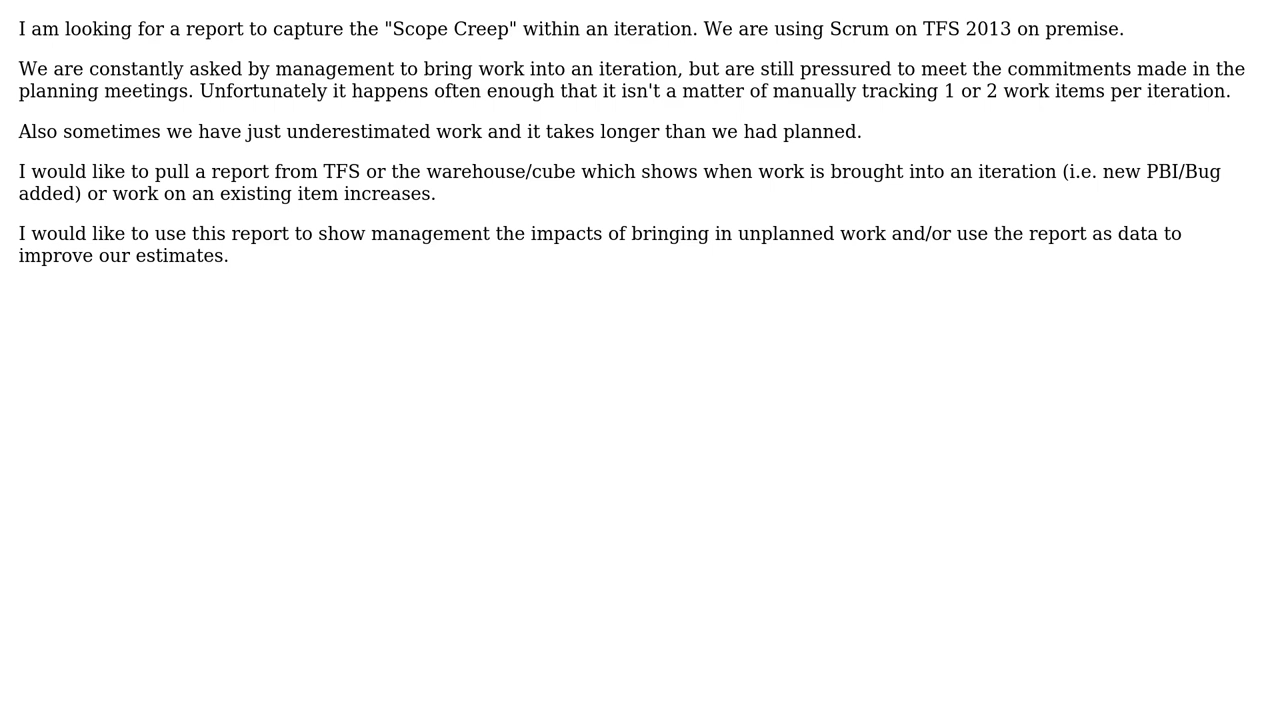 I am looking for a report to capture the "Scope Creep" within an iteration. We are using Scrum on TFS 2013 on premise.
We are constantly asked by management to bring work into an iteration, but are still pressured to meet the commitments made in the
planning meetings. Unfortunately it happens often enough that it isn't a matter of manually tracking 1 or 2 work items per iteration.
Also sometimes we have just underestimated work and it takes longer than we had planned.
I would like to pull a report from TFS or the warehouse/cube which shows when work is brought into an iteration (i.e. new PBI/Bug
added) or work on an existing item increases.
I would like to use this report to show management the impacts of bringing in unplanned work and/or use the report as data to
improve our estimates.